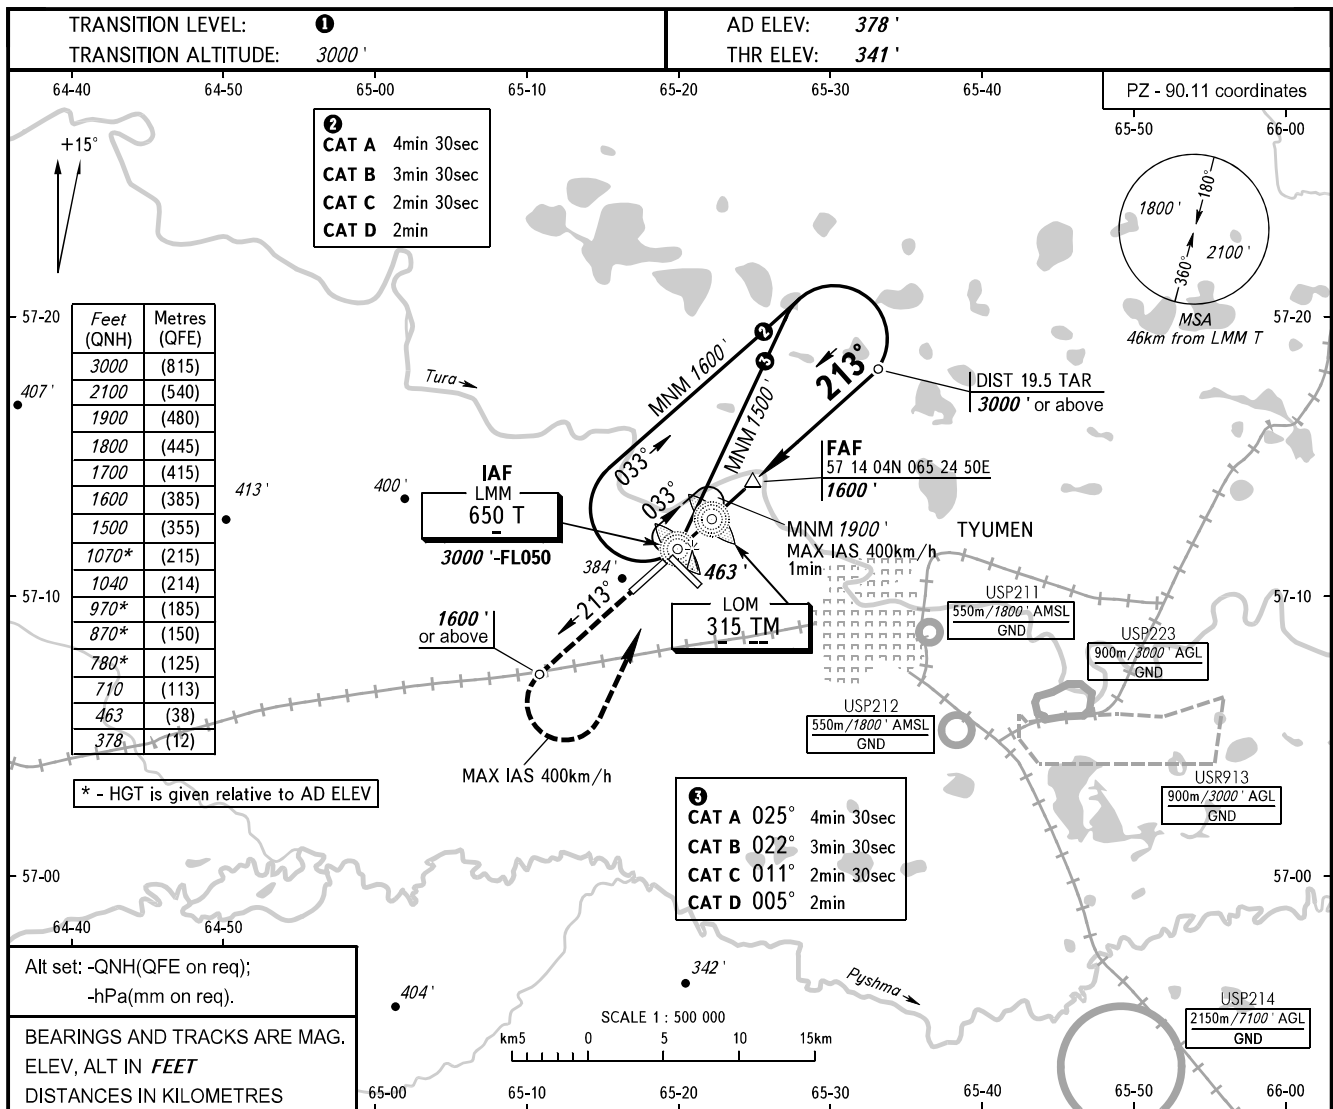 TRANSITION LEVEL: ❶
TRANSITION ALTITUDE: 3000 '
AD ELEV: 378 '
THR ELEV: 341 '
64-40 64-50 65-00 65-10 65-20 65-30 65-40
PZ - 90.11 coordinates
65-50 66-00
+15°
❷
CAT A 4min 30sec
CAT B 3min 30sec
CAT C 2min 30sec
CAT D 2min
180°
1800 '
2100 '
360°
MSA
46km from LMM T
57-20 57-20
Feet (QNH) Metres (QFE)
3000 (815)
2100 (540)
1900 (480)
1800 (445)
1700 (415)
1600 (385)
1500 (355)
1070* (215)
1040 (214)
970* (185)
870* (150)
780* (125)
710 (113)
463 (38)
378 (12)
* - HGT is given relative to AD ELEV
407 '
413 '
400 '
Tura
MNM 1600 '
❷
❸
MNM 1500 '
213°
DIST 19.5 TAR
3000 ' or above
033°
033°
FAF
57 14 04N 065 24 50E
1600 '
IAF
LMM
650 T
3000 '-FL050
MNM 1900 '
MAX IAS 400km/h
1min
TYUMEN
384 '
463 '
213°
57-10 57-10
LOM
315 TM
1600 '
or above
MAX IAS 400km/h
USP211
550m/1800 ' AMSL
GND
USP223
900m/3000 ' AGL
GND
USP212
550m/1800 ' AMSL
GND
USR913
900m/3000 ' AGL
GND
❸
CAT A 025° 4min 30sec
CAT B 022° 3min 30sec
CAT C 011° 2min 30sec
CAT D 005° 2min
57-00 57-00
64-40 64-50
342 '
404 '
Pyshma
USP214
2150m/7100 ' AGL
GND
Alt set: -QNH(QFE on req);
-hPa(mm on req).
BEARINGS AND TRACKS ARE MAG.
ELEV, ALT IN FEET
DISTANCES IN KILOMETRES
SCALE 1 : 500 000
km5 0 5 10 15km
65-00 65-10 65-20 65-30 65-40 65-50 66-00